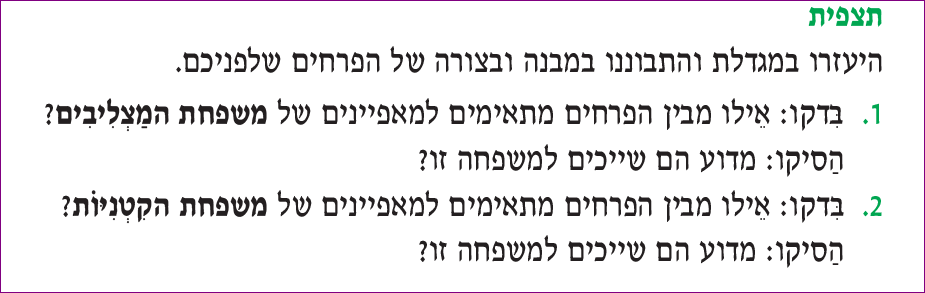 תצפית
היעזרו במגדלת והתבוננו במבנה ובצורה של הפרחים שלפניכם.
1. בִּדקו: אֵילו מבין הפרחים מתאימים למאפיינים של משפחת המַצְלִיבִים?
הַסיקו: מדוע הם שייכים למשפחה זו?
2. בִּדקו: אֵילו מבין הפרחים מתאימים למאפיינים של משפחת הקִטְנִיּוֹת?
הַסיקו: מדוע הם שייכים למשפחה זו?